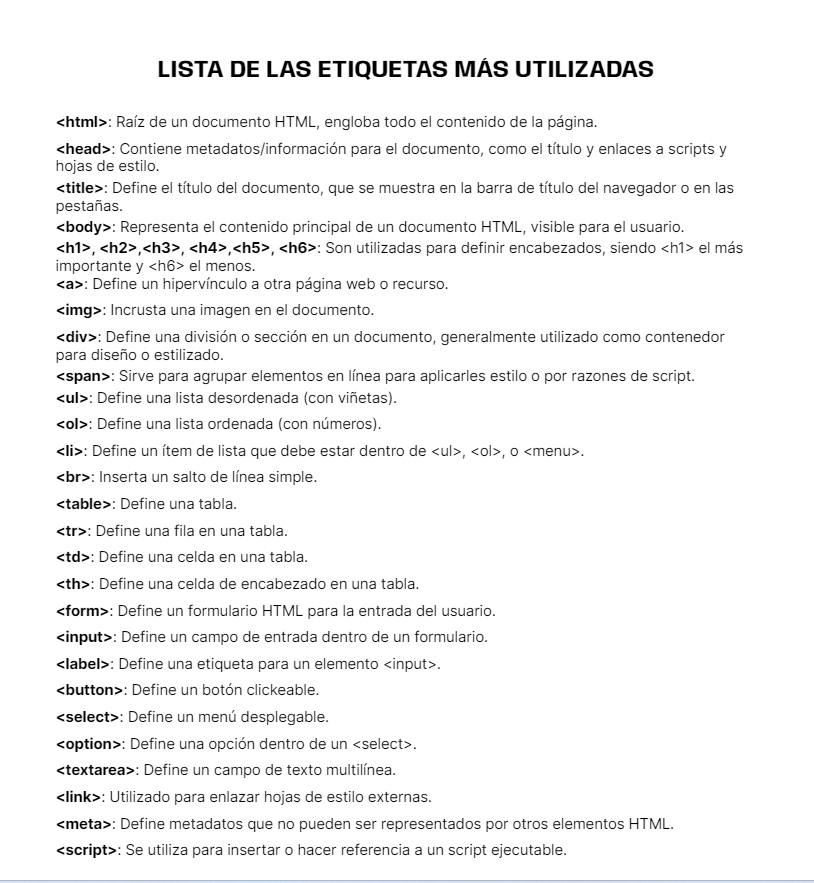 LISTA DE LAS ETIQUETAS MÁS UTILIZADAS
<html>: Raíz de un documento HTML, engloba todo el contenido de la página.
<head>: Contiene metadatos/información para el documento, como el título y enlaces a scripts y
hojas de estilo.
<title>: Define el título del documento, que se muestra en la barra de título del navegador o en las
pestañas.
<body>: Representa el contenido principal de un documento HTML, visible para el usuario.
<h1>, <h2>,<h3>, <h4>,<h5>, <h6>: Son utilizadas para definir encabezados, siendo <h1> el más
importante y <h6> el menos.
<a>: Define un hipervínculo a otra página web o recurso.
<img>: Incrusta una imagen en el documento.
<div>: Define una división o sección en un documento, generalmente utilizado como contenedor
para diseño o estilizado.
<span>: Sirve para agrupar elementos en línea para aplicarles estilo o por razones de script.
<ul>: Define una lista desordenada (con viñetas).
<ol>: Define una lista ordenada (con números).
<li>: Define un ítem de lista que debe estar dentro de <ul>, <ol>, o <menu>.
<br>: Inserta un salto de línea simple.
<table>: Define una tabla.
<tr>: Define una fila en una tabla.
<td>: Define una celda en una tabla.
<th>: Define una celda de encabezado en una tabla.
<form>: Define un formulario HTML para la entrada del usuario.
<input>: Define un campo de entrada dentro de un formulario.
<label>: Define una etiqueta para un elemento <input>.
<button>: Define un botón clickeable.
<select>: Define un menú desplegable.
<option>: Define una opción dentro de un <select>.
<textarea>: Define un campo de texto multilínea.
<link>: Utilizado para enlazar hojas de estilo externas.
<meta>: Define metadatos que no pueden ser representados por otros elementos HTML.
<script>: Se utiliza para insertar o hacer referencia a un script ejecutable.